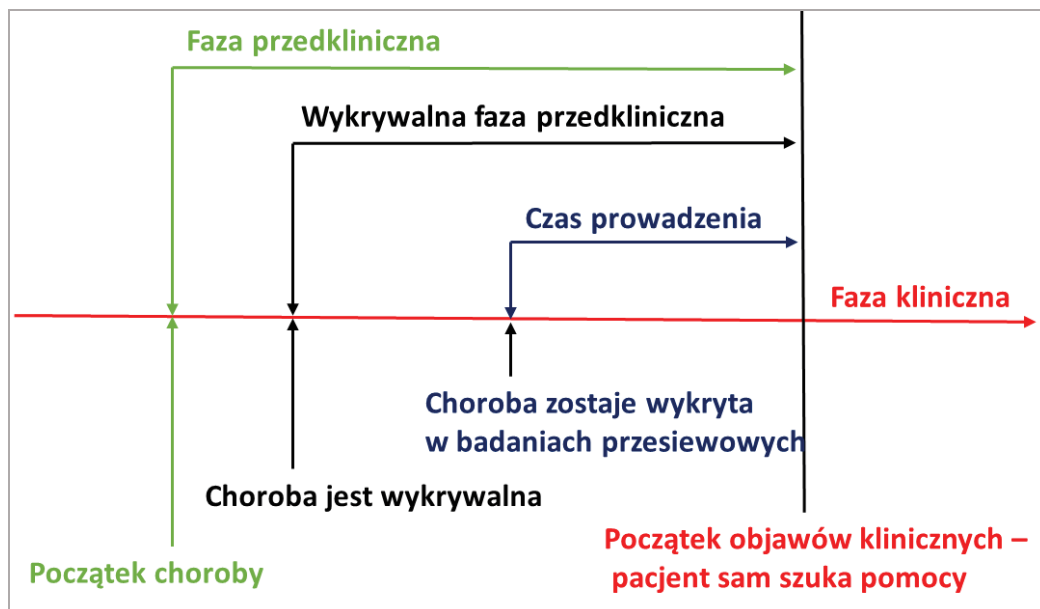 Faza przedkliniczna
Wykrywalna faza przedkliniczna
Czas prowadzenia
Faza kliniczna
Choroba zostaje wykryta
w badaniach przesiewowych
Choroba jest wykrywalna
Początek objawów klinicznych –
pacjent sam szuka pomocy
Początek choroby